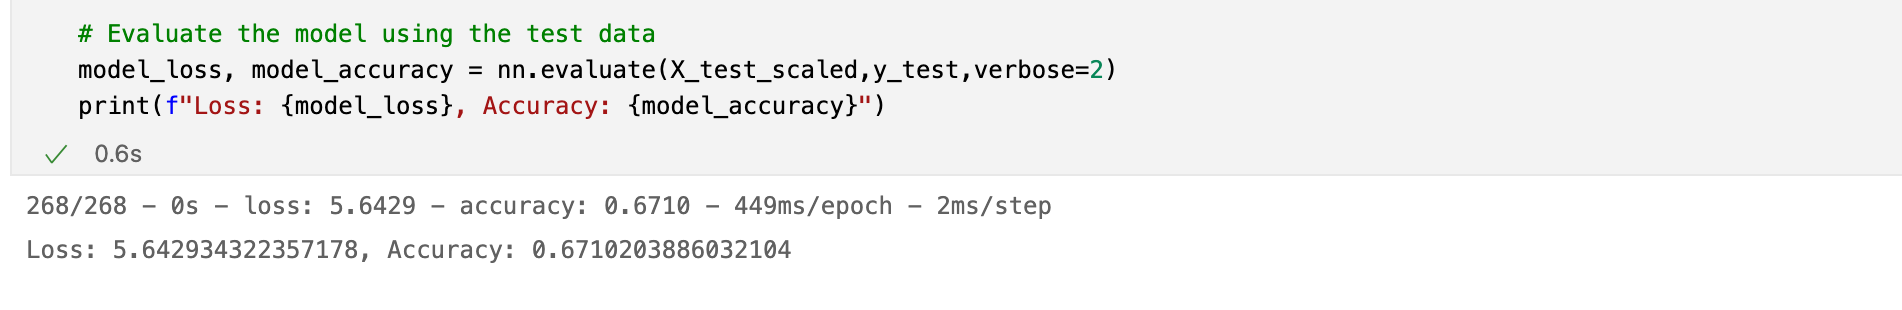 # Evaluate the model using the test data
model_loss, model_accuracy = nn.evaluate(X_test_scaled,y_test,verbose=2)
print(f"Loss: {model_loss}, Accuracy: {model_accuracy}")
✓ 0.6s
268/268 – 0s – loss: 5.6429 – accuracy: 0.6710 – 449ms/epoch – 2ms/step
Loss: 5.642934322357178, Accuracy: 0.6710203886032104